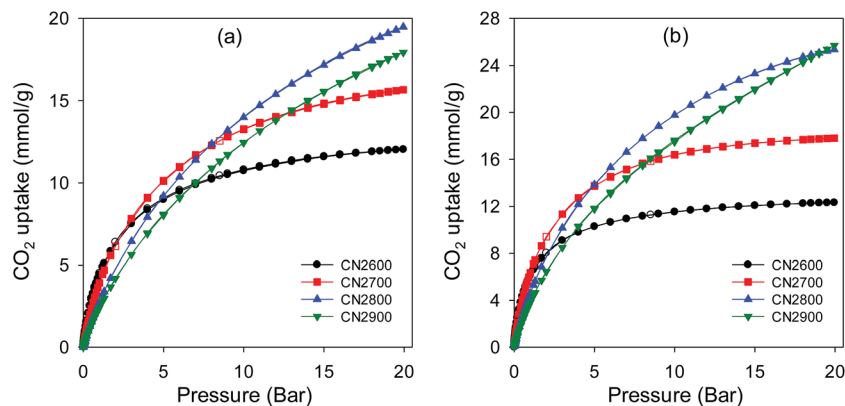 (a)
CO2 uptake (mmol/g)
20
15
10
5
0
CN2600
CN2700
CN2800
CN2900
0 5 10 15 20
Pressure (Bar)
(b)
CO2 uptake (mmol/g)
28
24
20
16
12
8
4
0
CN2600
CN2700
CN2800
CN2900
0 5 10 15 20
Pressure (Bar)